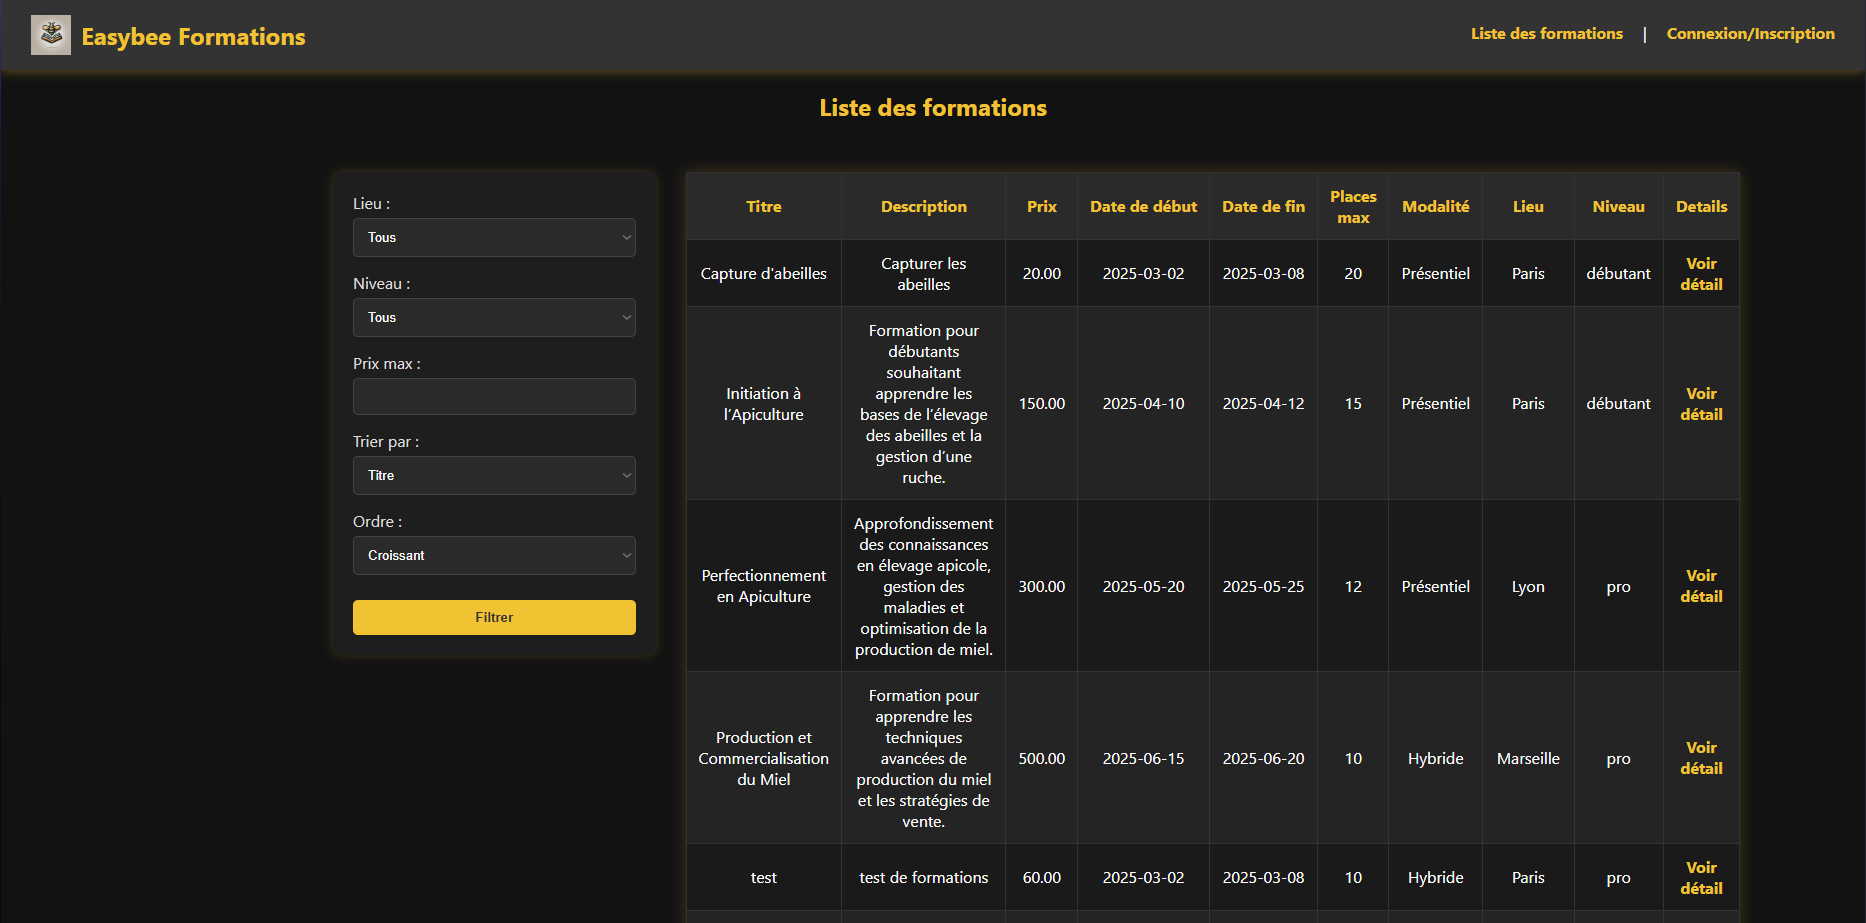 Easybee Formations
Liste des formations | Connexion/Inscription
Liste des formations
Lieu :
Tous
Niveau :
Tous
Prix max :
Trier par :
Titre
Ordre :
Croissant
Filtrer
Titre Description Prix Date de début Date de fin Places max Modalité Lieu Niveau Details
Capture d'abeilles
Capturer les
abeilles
20.00 2025-03-02 2025-03-08 20 Présentiel Paris débutant
Voir
détail
Initiation à
l’Apiculture
Formation pour
débutants
souhaitant
apprendre les
bases de l’élevage
des abeilles et la
gestion d’une
ruche.
150.00 2025-04-10 2025-04-12 15 Présentiel Paris débutant
Voir
détail
Perfectionnement
en Apiculture
Approfondissement
des connaissances
en élevage apicole,
gestion des
maladies et
optimisation de la
production de miel.
300.00 2025-05-20 2025-05-25 12 Présentiel Lyon pro
Voir
détail
Production et
Commercialisation
du Miel
Formation pour
apprendre les
techniques
avancées de
production du miel
et les stratégies de
vente.
500.00 2025-06-15 2025-06-20 10 Hybride Marseille pro
Voir
détail
test
test de formations
60.00 2025-03-02 2025-03-08 10 Hybride Paris pro
Voir
détail